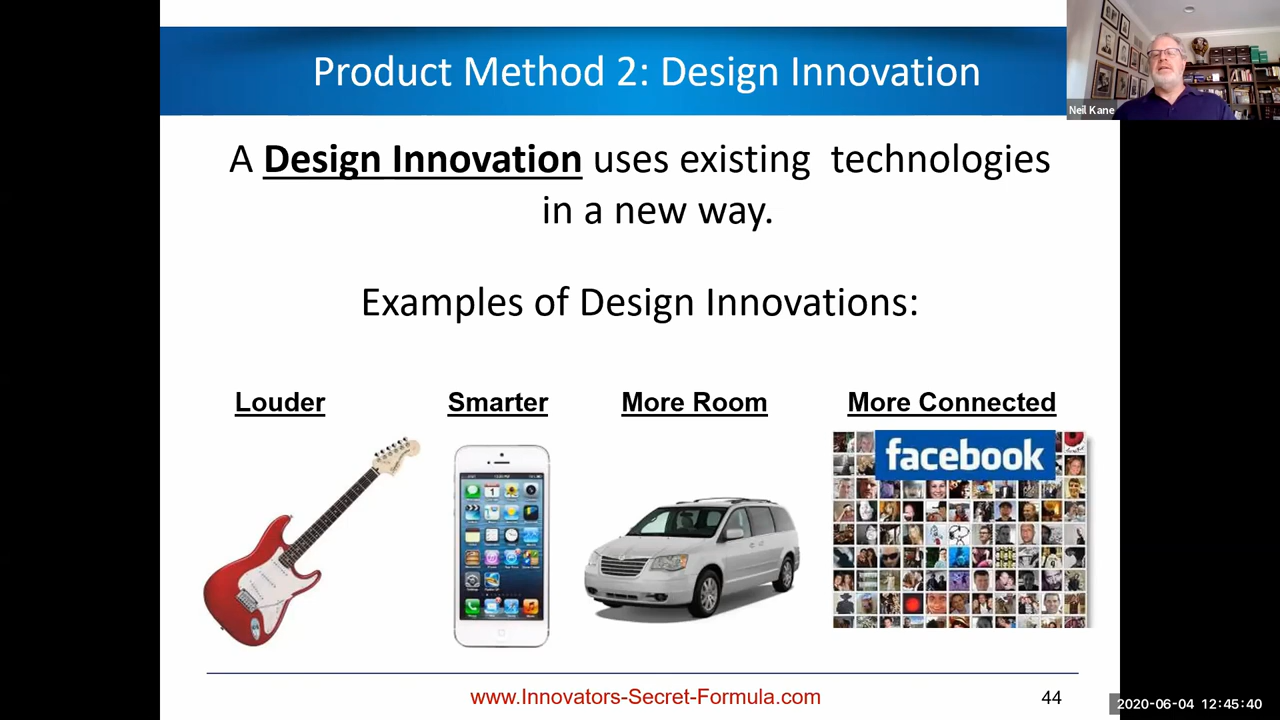 Product Method 2: Design Innovation
Neil Kane
A Design Innovation uses existing technologies
in a new way.
Examples of Design Innovations:
Louder
Smarter
More Room
More Connected
facebook
www.Innovators-Secret-Formula.com
44
2020-06-04 12:45:40